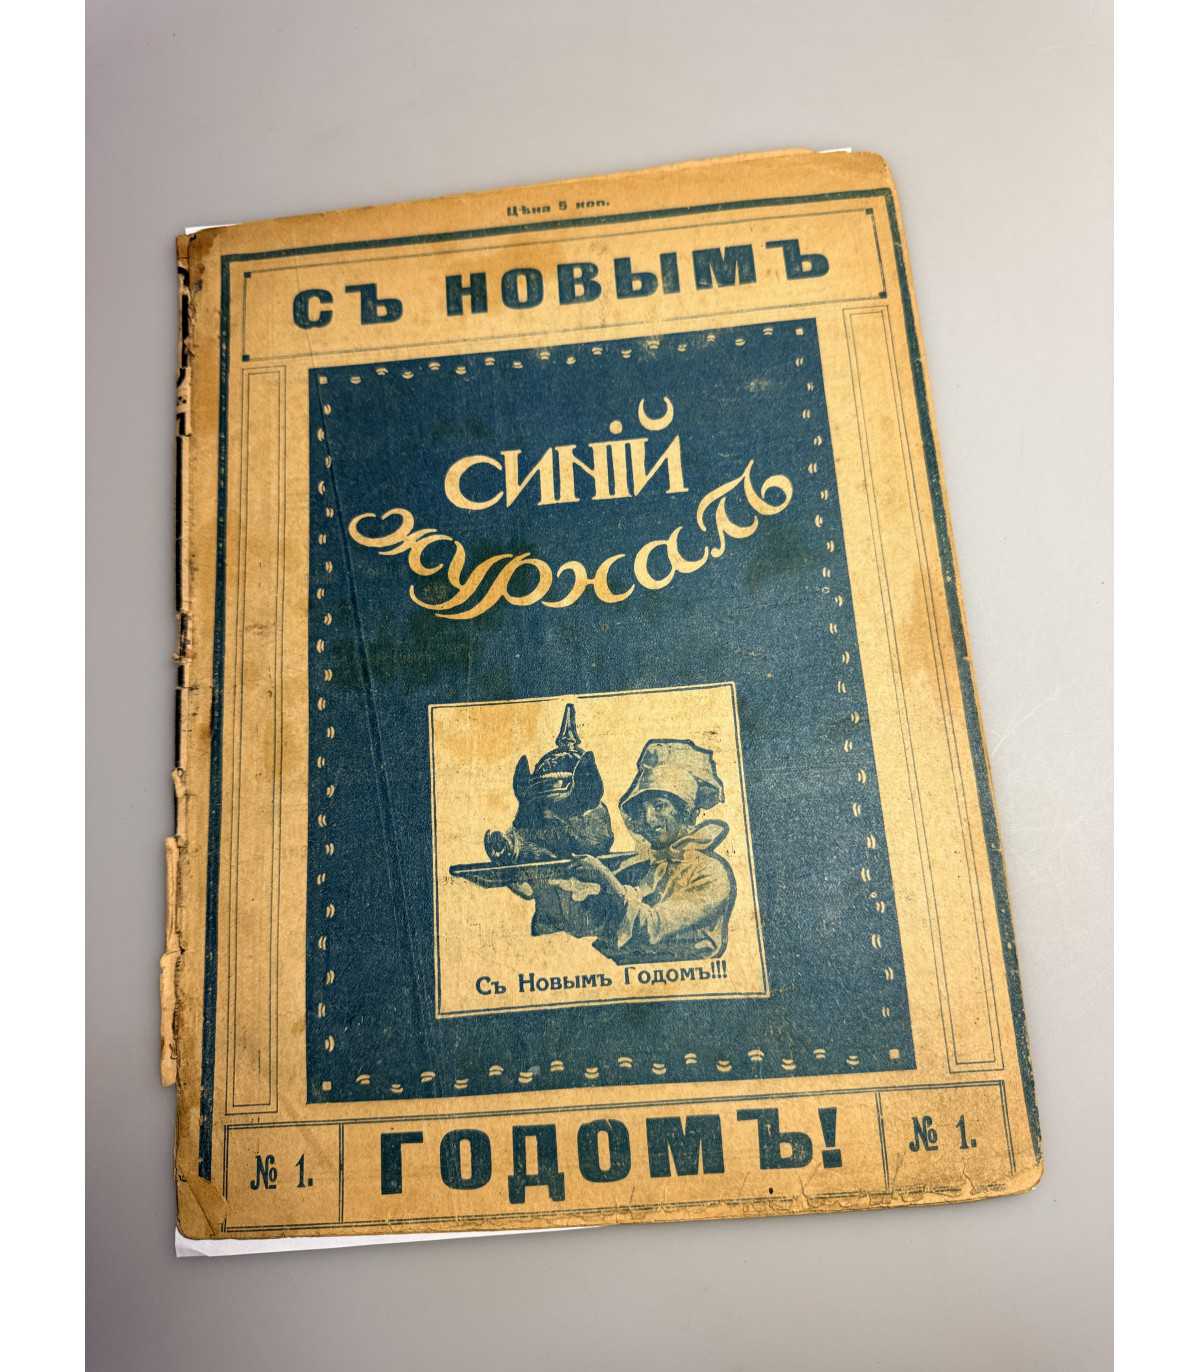 Цѣна 5 коп.
СЪ НОВЫМЪ
СИНІЙ
ЖУРНАЛЪ
Съ Новымъ Годомъ!!!
№ 1.
ГОДОМЪ!
№ 1.